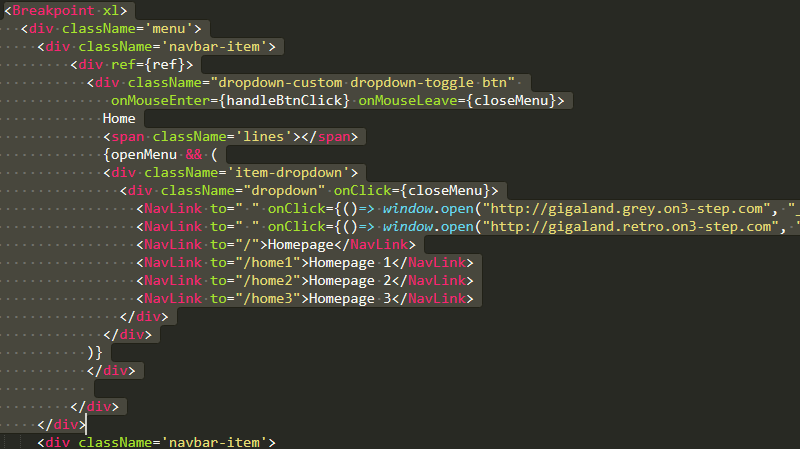 <Breakpoint xl>
<div className='menu'>
<div className='navbar-item'>
<div ref={ref}>
<div className="dropdown-custom dropdown-toggle btn"
onMouseEnter={handleBtnClick} onMouseLeave={closeMenu}>
Home
<span className='lines'></span>
{openMenu && (
<div className='item-dropdown'>
<div className="dropdown" onClick={closeMenu}>
<NavLink to=" " onClick={()=> window.open("http://gigaland.grey.on3-step.com", "_
<NavLink to=" " onClick={()=> window.open("http://gigaland.retro.on3-step.com", "
<NavLink to="/">Homepage</NavLink>
<NavLink to="/home1">Homepage 1</NavLink>
<NavLink to="/home2">Homepage 2</NavLink>
<NavLink to="/home3">Homepage 3</NavLink>
</div>
</div>
)}
</div>
</div>
</div>
<div className='navbar-item'>